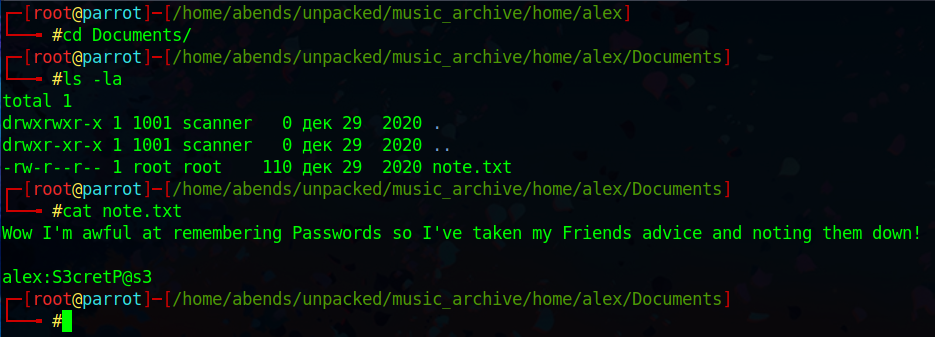 ┌─[root@parrot]─[/home/abends/unpacked/music_archive/home/alex]
└──╼ #cd Documents/
┌─[root@parrot]─[/home/abends/unpacked/music_archive/home/alex/Documents]
└──╼ #ls -la
total 1
drwxrwxr-x 1 1001 scanner   0 дек 29  2020 .
drwxr-xr-x 1 1001 scanner   0 дек 29  2020 ..
-rw-r--r-- 1 root root    110 дек 29  2020 note.txt
┌─[root@parrot]─[/home/abends/unpacked/music_archive/home/alex/Documents]
└──╼ #cat note.txt
Wow I'm awful at remembering Passwords so I've taken my Friends advice and noting them down!
alex:S3cretP@s3
┌─[root@parrot]─[/home/abends/unpacked/music_archive/home/alex/Documents]
└──╼ #